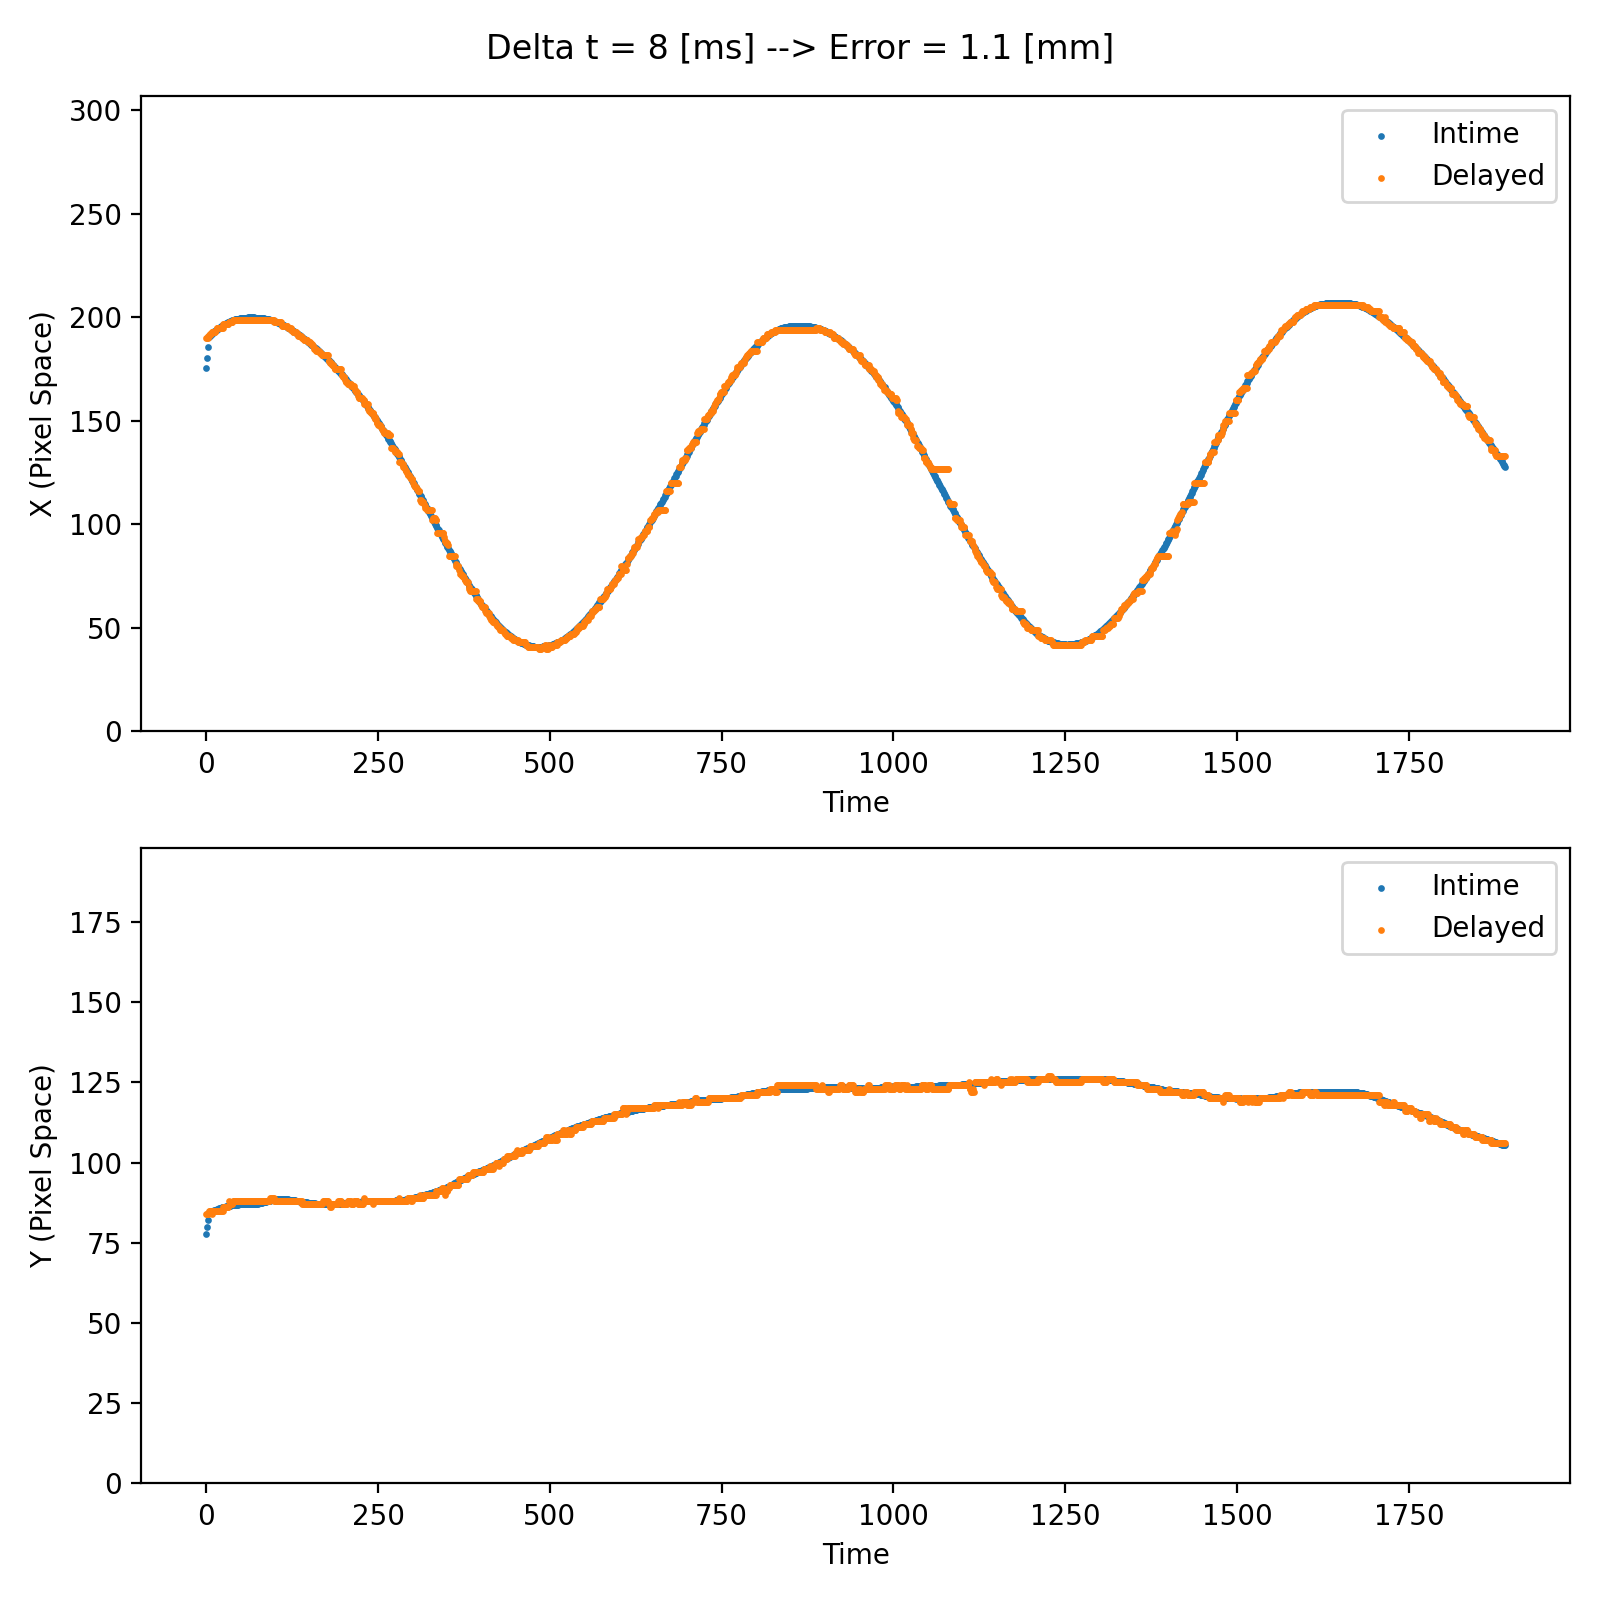 Delta t = 8 [ms] --> Error = 1.1 [mm]
300
250
200
150
100
50
0
X (Pixel Space)
Intime
Delayed
0 250 500 750 1000 1250 1500 1750
Time
175
150
125
100
75
50
25
0
Y (Pixel Space)
Intime
Delayed
0 250 500 750 1000 1250 1500 1750
Time